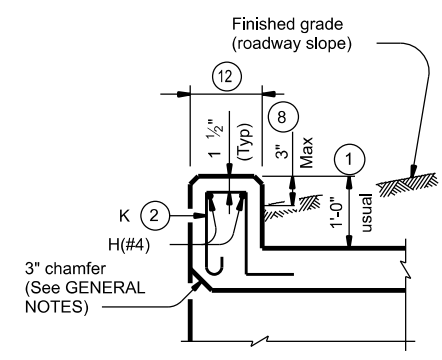 Finished grade
(roadway slope)
12
8
1 1/2"
(Typ)
3"
Max
1
1'-0"
usual
K 2
H(#4)
3" chamfer
(See GENERAL
NOTES)